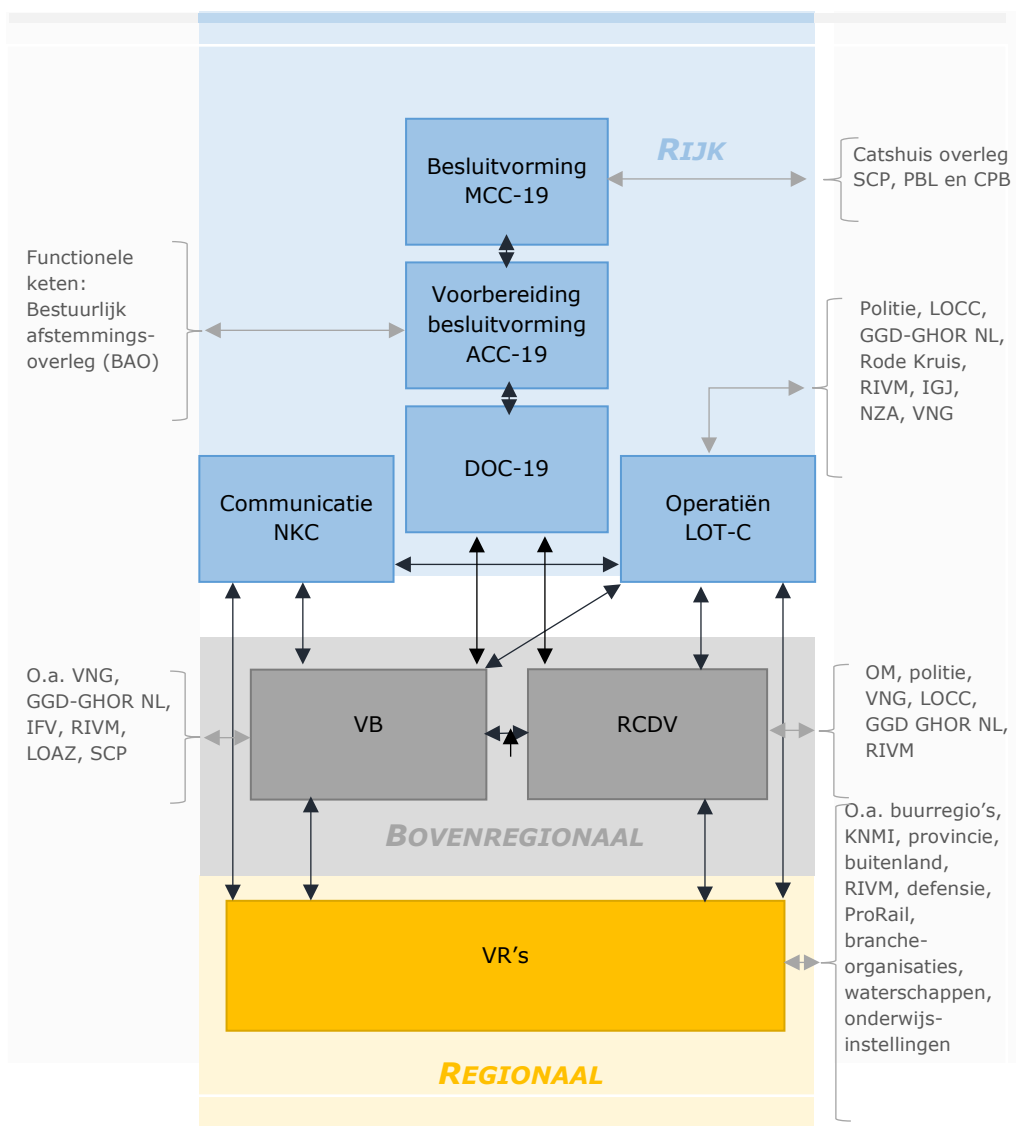 RIJK
Besluitvorming
MCC-19
Catshuis overleg
SCP, PBL en CPB
Functionele
keten:
Bestuurlijk
afstemmings-
overleg (BAO)
Voorbereiding
besluitvorming
ACC-19
Politie, LOCC,
GGD-GHOR NL,
Rode Kruis,
RIVM, IGJ,
NZA, VNG
DOC-19
Communicatie
NKC
Operatiën
LOT-C
O.a. VNG,
GGD-GHOR NL,
IFV, RIVM,
LOAZ, SCP
VB
RCDV
OM, politie,
VNG, LOCC,
GGD GHOR NL,
RIVM
BOVENREGIONAAL
O.a. buurregio's,
KNMI, provincie,
buitenland,
RIVM, defensie,
ProRail,
branche-
organisaties,
waterschappen,
onderwijs-
instellingen
VR's
REGIONAAL